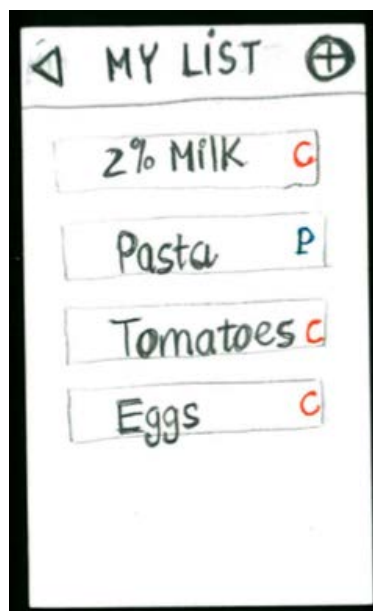 MY LIST
2% Milk C
Pasta P
Tomatoes C
Eggs C